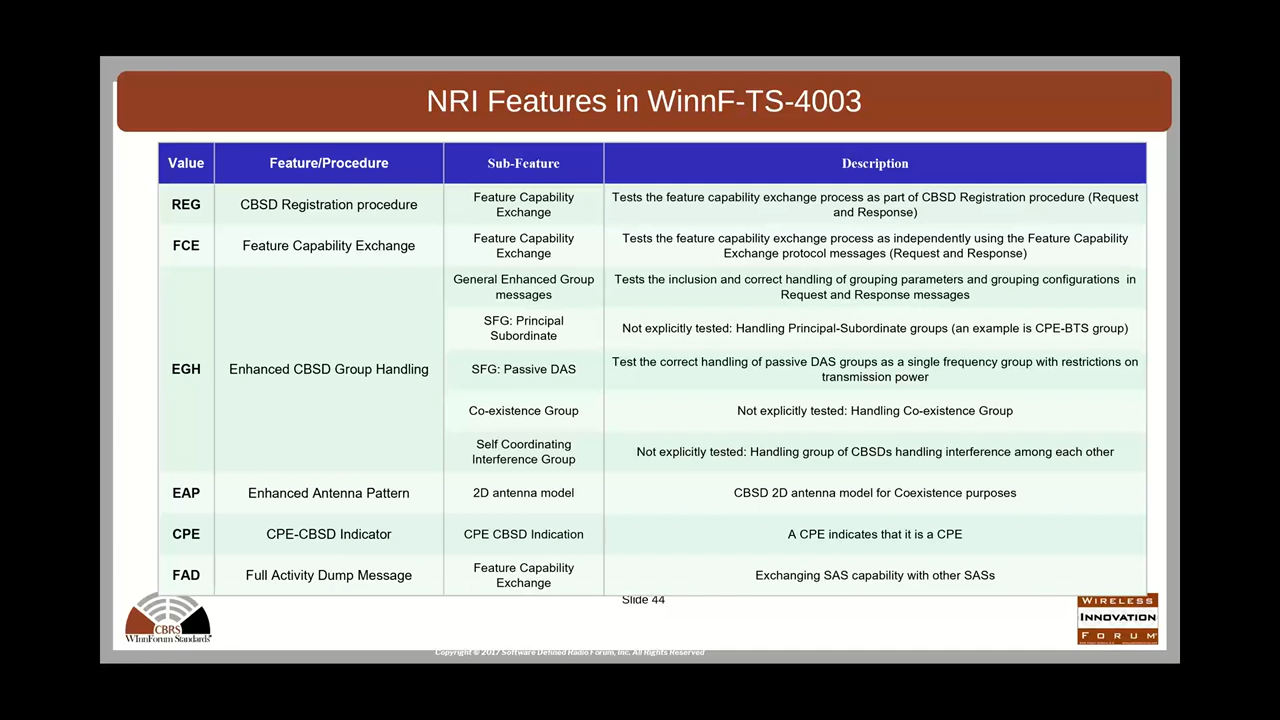 NRI Features in WinnF-TS-4003
Value
Feature/Procedure
Sub-Feature
Description
REG
CBSD Registration procedure
Feature Capability
Exchange
Tests the feature capability exchange process as part of CBSD Registration procedure (Request
and Response)
FCE
Feature Capability Exchange
Feature Capability
Exchange
Tests the feature capability exchange process as independently using the Feature Capability
Exchange protocol messages (Request and Response)
EGH
Enhanced CBSD Group Handling
General Enhanced Group
messages
Tests the inclusion and correct handling of grouping parameters and grouping configurations in
Request and Response messages
SFG: Principal
Subordinate
Not explicitly tested: Handling Principal-Subordinate groups (an example is CPE-BTS group)
SFG: Passive DAS
Test the correct handling of passive DAS groups as a single frequency group with restrictions on
transmission power
Co-existence Group
Not explicitly tested: Handling Co-existence Group
Self Coordinating
Interference Group
Not explicitly tested: Handling group of CBSDs handling interference among each other
EAP
Enhanced Antenna Pattern
2D antenna model
CBSD 2D antenna model for Coexistence purposes
CPE
CPE-CBSD Indicator
CPE CBSD Indication
A CPE indicates that it is a CPE
FAD
Full Activity Dump Message
Feature Capability
Exchange
Exchanging SAS capability with other SASs
Slide 44
CBRS
WInnForum Standards
WIRELESS
INNOVATION
FORUM
Copyright © 2017 Software Defined Radio Forum, Inc. All Rights Reserved